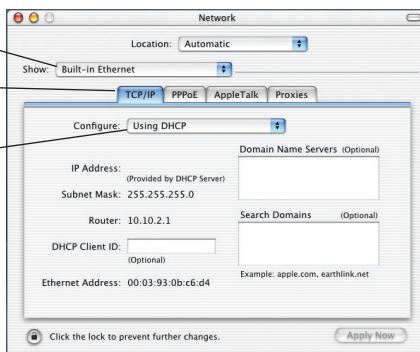 Network
Location: Automatic
Show: Built-in Ethernet
TCP/IP PPPoE AppleTalk Proxies
Configure: Using DHCP
Domain Name Servers (Optional)
IP Address:
(Provided by DHCP Server)
Subnet Mask: 255.255.255.0
Router: 10.10.2.1
Search Domains (Optional)
DHCP Client ID:
(Optional)
Example: apple.com, earthlink.net
Ethernet Address: 00:03:93:0b:c6:d4
Click the lock to prevent further changes.
Apply Now